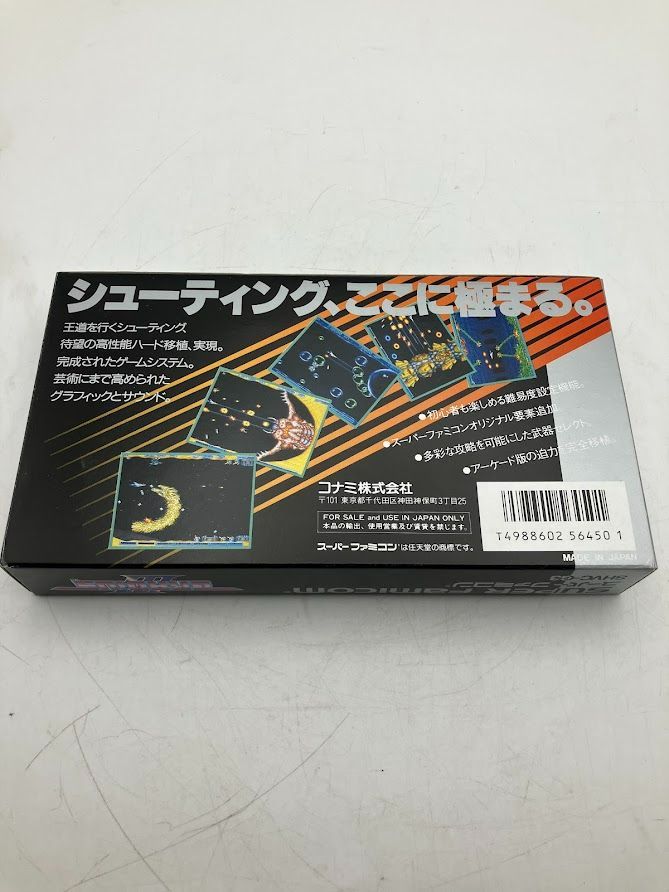 シューティング、ここに極まる。
王道を行くシューティング、
待望の高性能ハード移植、実現。
完成されたゲームシステム。
芸術にまで高められた
グラフィックとサウンド。
●初心者も楽しめる難易度設定機能。
●スーパーファミコンオリジナル要素追加。
●多彩な攻略を可能にした武器セレクト。
●アーケード版の迫力を完全移植。
コナミ株式会社
〒101 東京都千代田区神田神保町3丁目25
FOR SALE and USE IN JAPAN ONLY
本品の輸出、使用営業及び賃貸を禁じます。
スーパーファミコンは任天堂の商標です。
T4988602 56450 1
MADE IN JAPAN
SUPER Famicom
スーパーファミコン